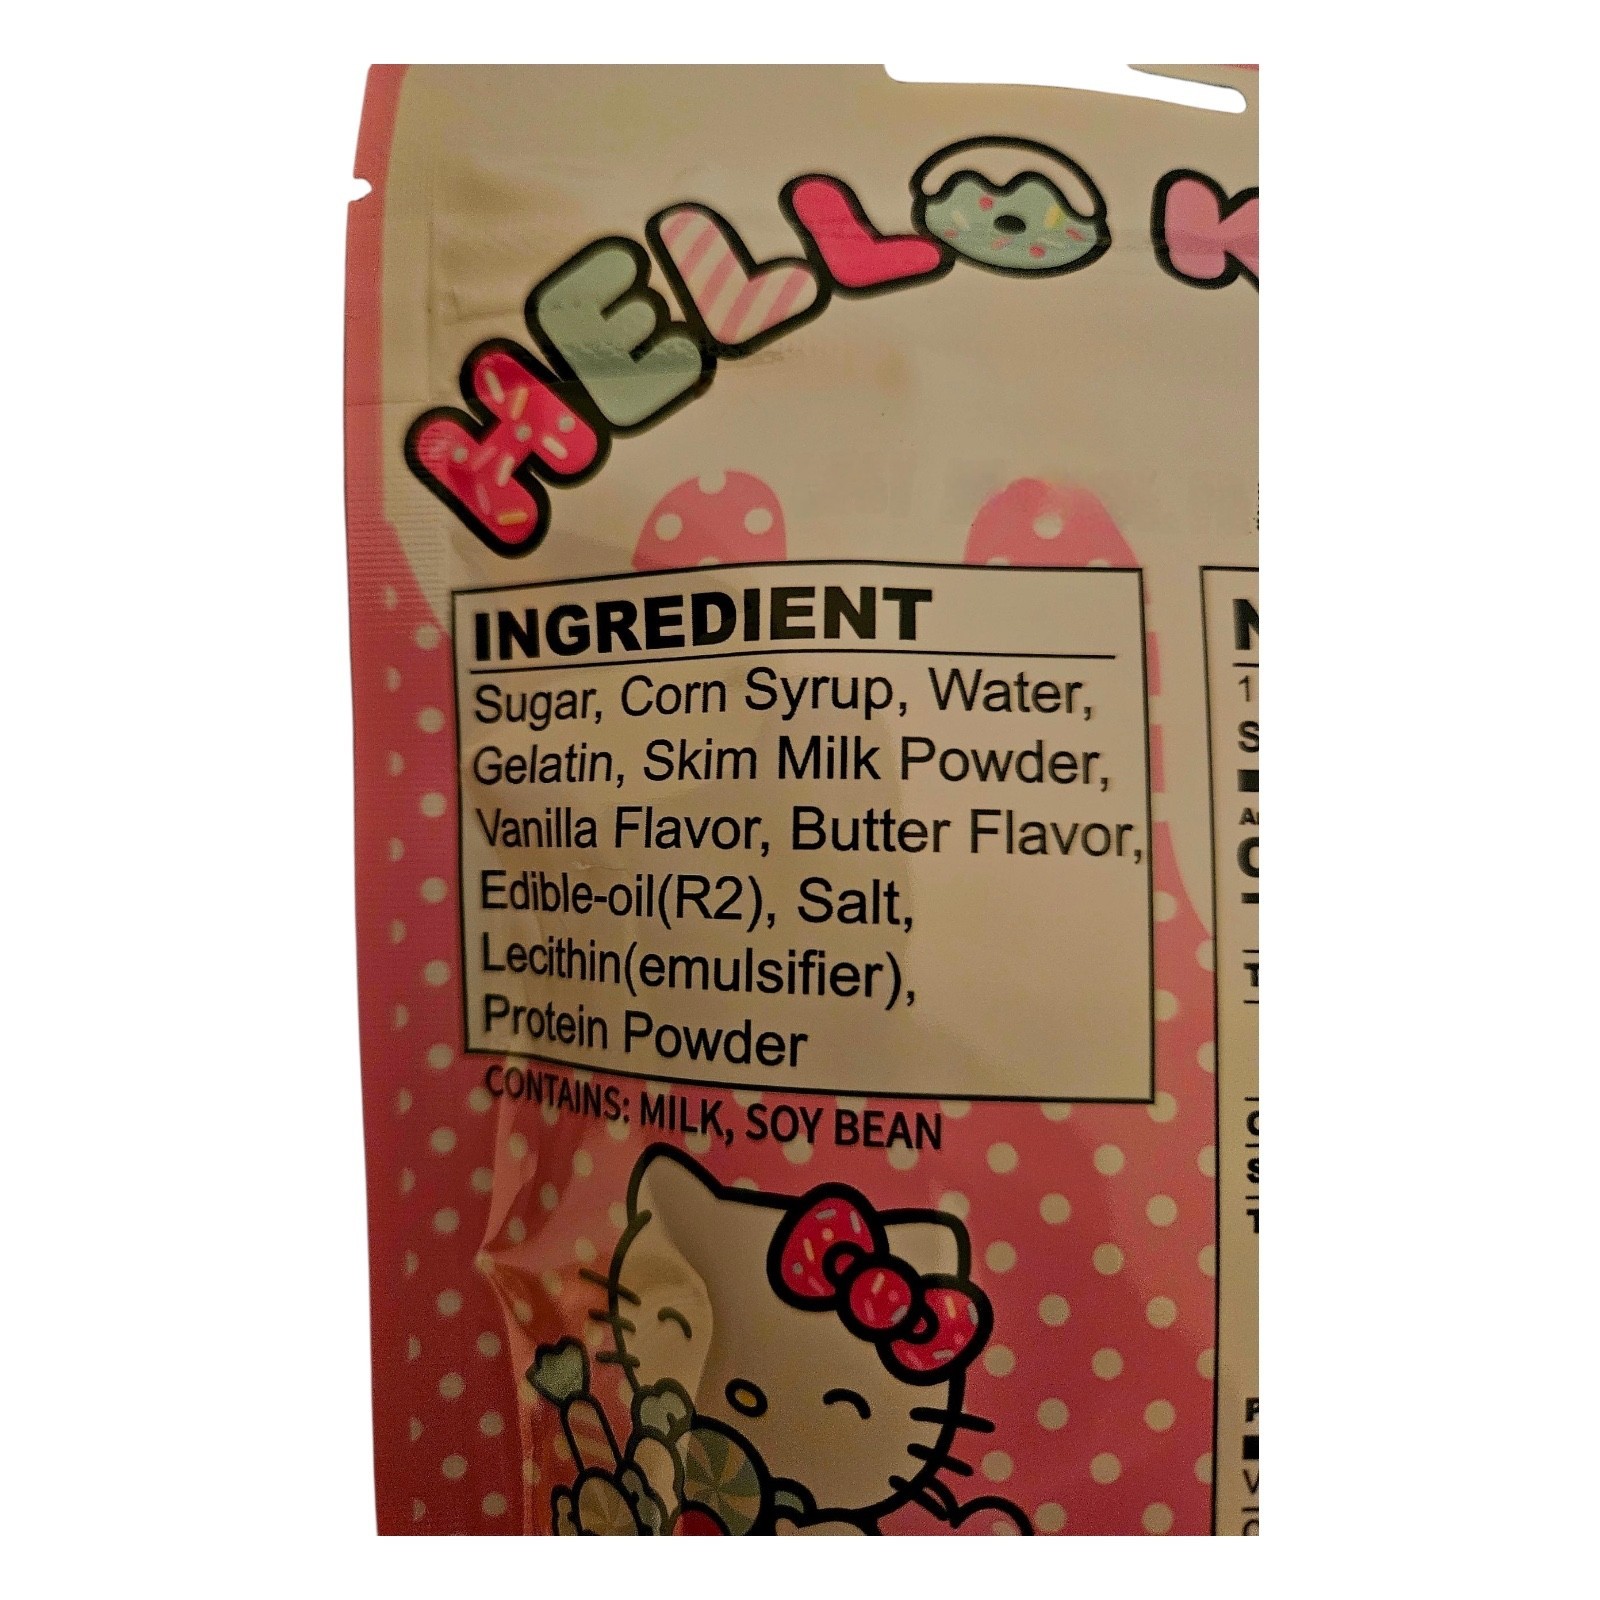 HELLO K
INGREDIENT
Sugar, Corn Syrup, Water,
Gelatin, Skim Milk Powder,
Vanilla Flavor, Butter Flavor,
Edible-oil(R2), Salt,
Lecithin(emulsifier),
Protein Powder
CONTAINS: MILK, SOY BEAN
N
1
S